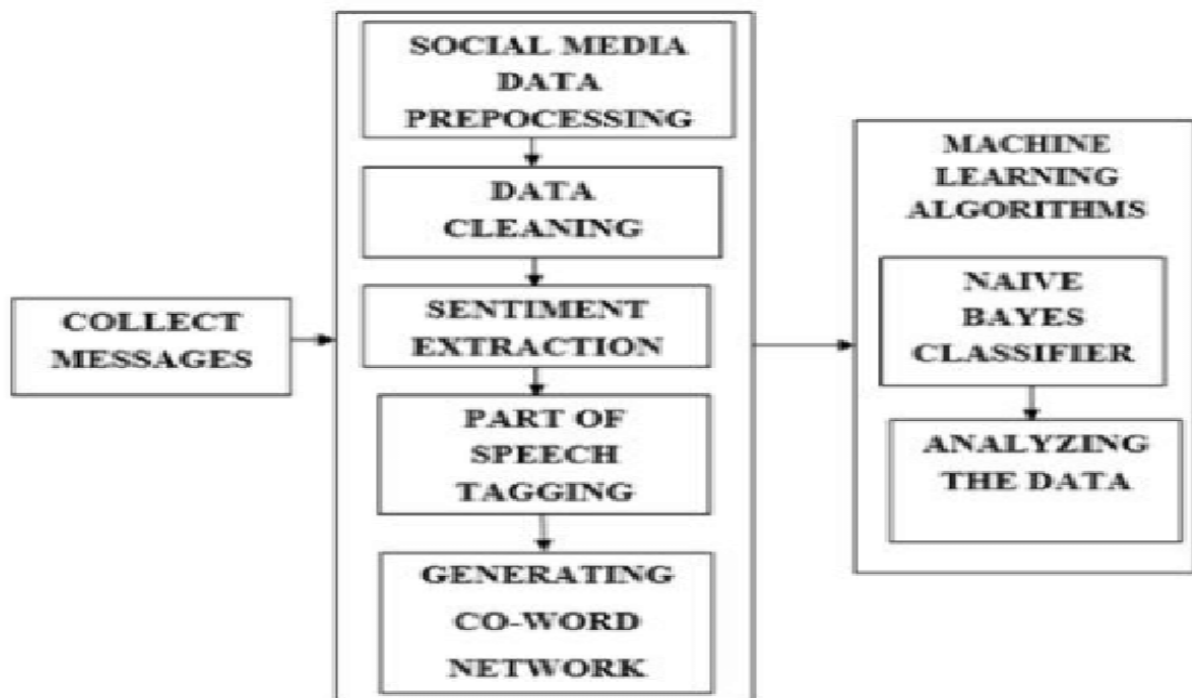 COLLECT
MESSAGES
SOCIAL MEDIA
DATA
PREPOCESSING
DATA
CLEANING
SENTIMENT
EXTRACTION
PART OF
SPEECH
TAGGING
GENERATING
CO-WORD
NETWORK
MACHINE
LEARNING
ALGORITHMS
NAIVE
BAYES
CLASSIFIER
ANALYZING
THE DATA